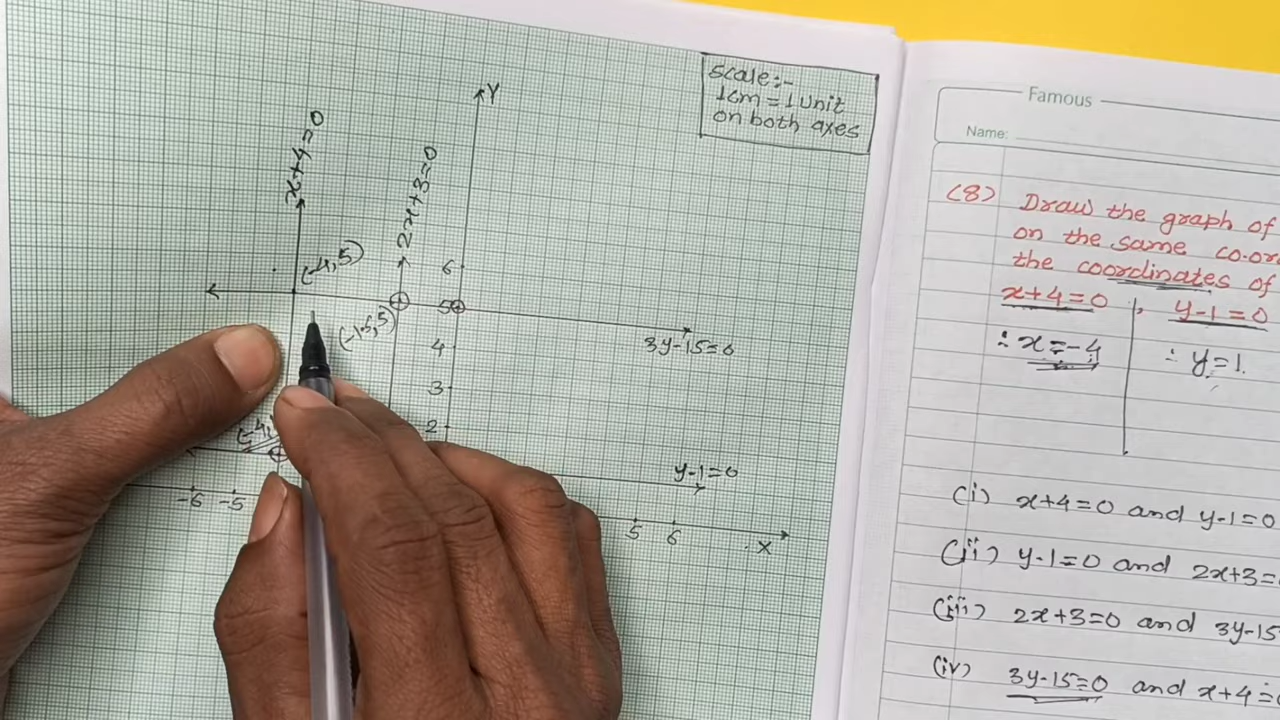 Scale:-
1cm = 1 unit
on both axes
Y
x+4=0
2x+3=0
(-4,5)
6
5
(-1.5,5)
3y-15=0
4
3
2
y-1=0
-6 -5
5 6
X
Famous
Name:
(8) Draw the graph of
on the same
the coordinates of
x+4=0, y-1=0
∴ x=-4
∴ y=1.
(i) x+4=0 and y-1=0
(ii) y-1=0 and 2x+3=
(iii) 2x+3=0 and 3y-15
(iv) 3y-15=0 and x+4=